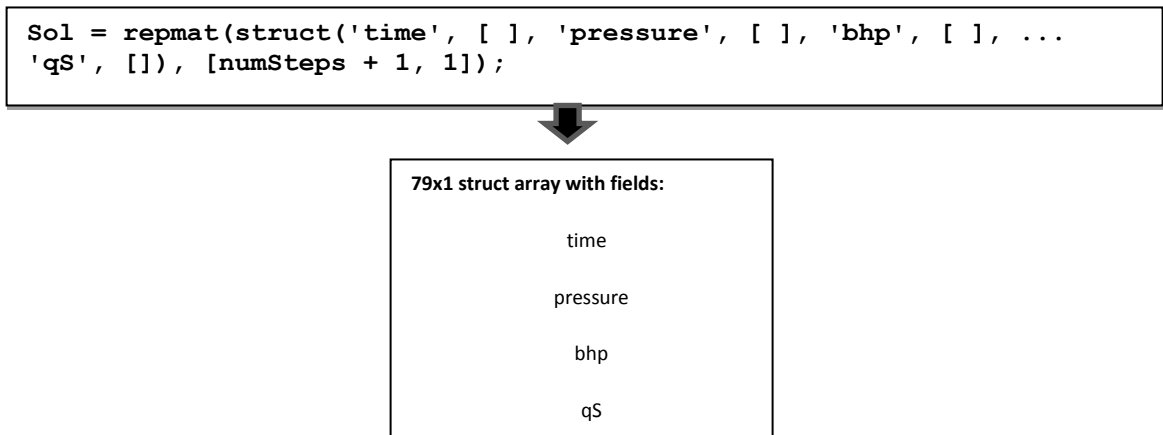 Sol = repmat(struct('time', [ ], 'pressure', [ ], 'bhp', [ ], ...
'qS', []), [numSteps + 1, 1]);
79x1 struct array with fields:
time
pressure
bhp
qS